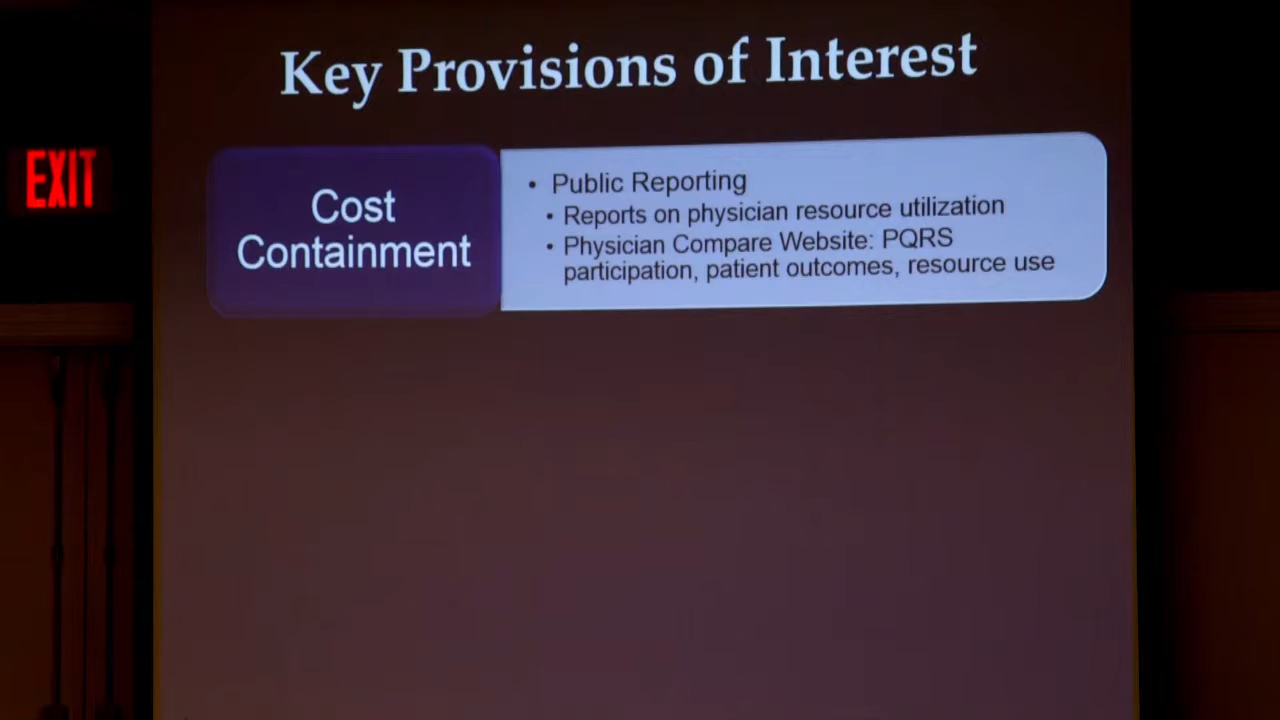 Key Provisions of Interest
EXIT
Cost
Containment
• Public Reporting
• Reports on physician resource utilization
• Physician Compare Website: PQRS
participation, patient outcomes, resource use